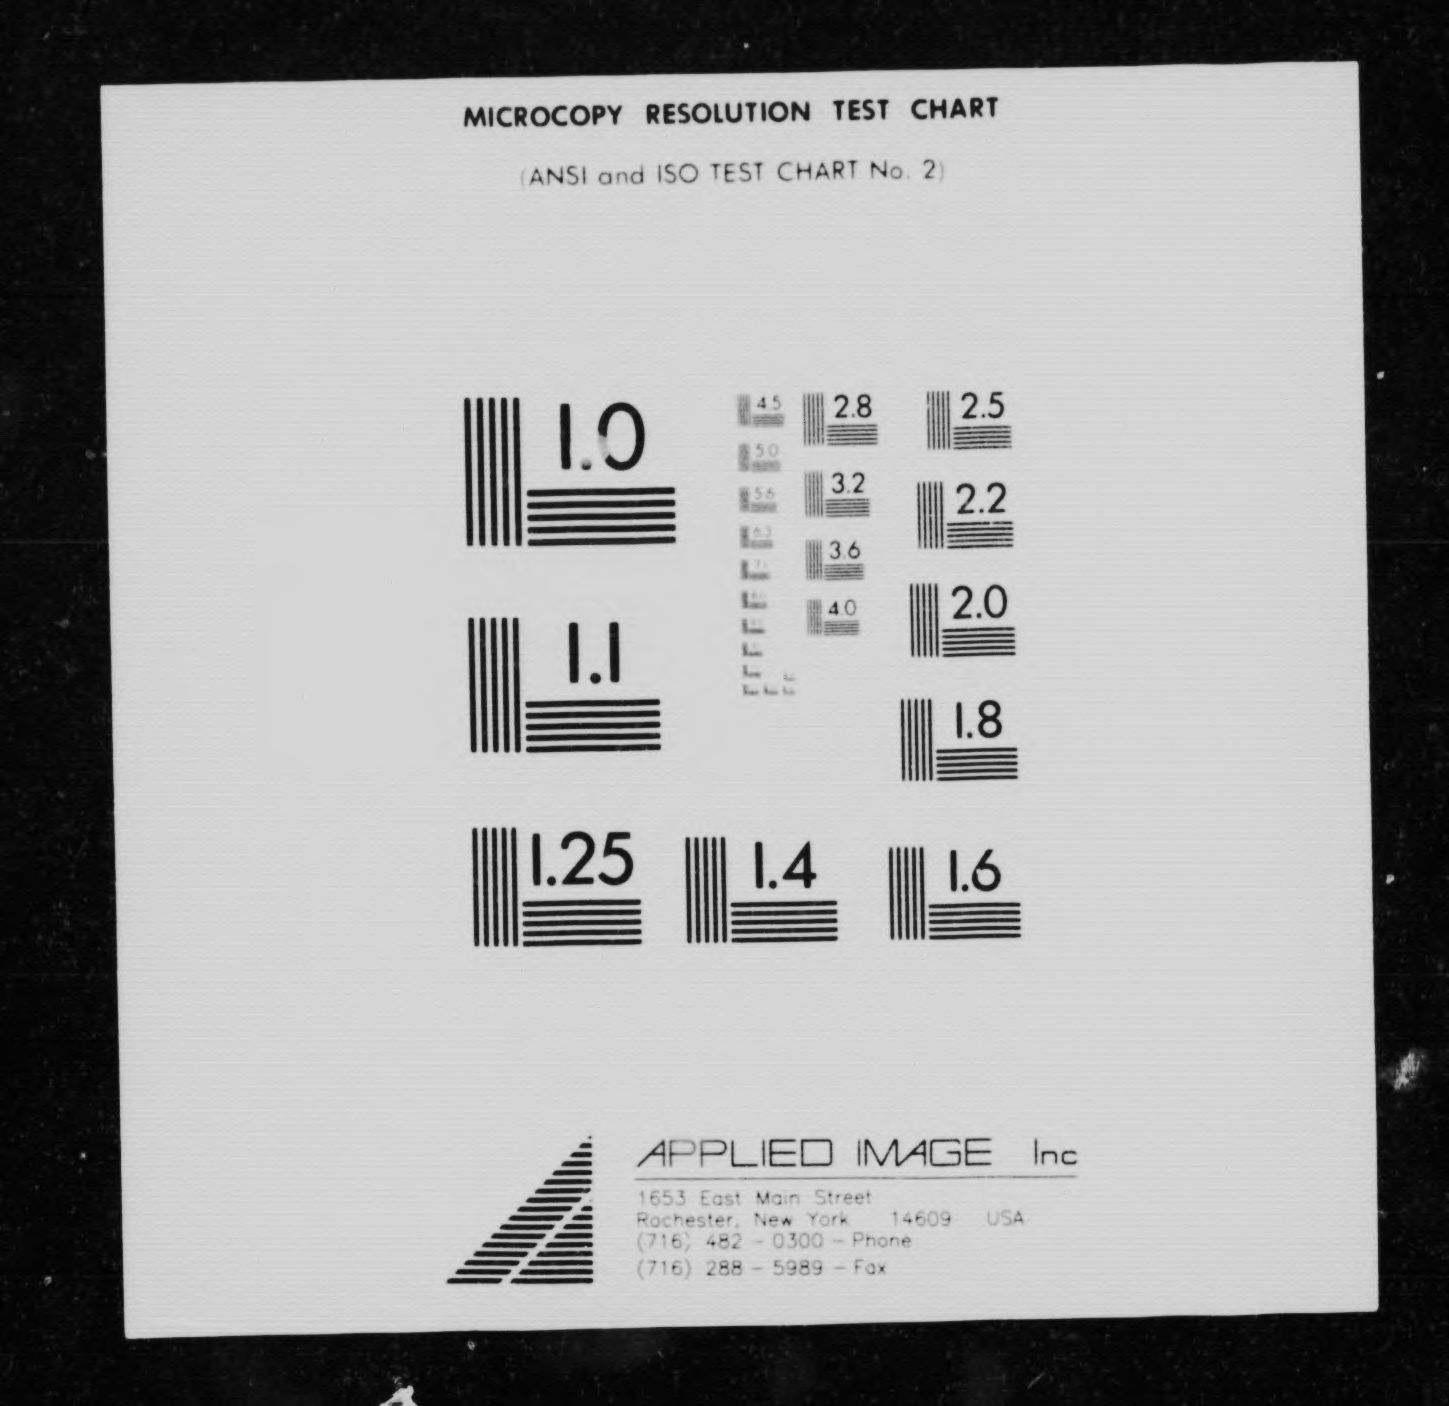 MICROCOPY RESOLUTION TEST CHART
(ANSI and ISO TEST CHART No. 2)
1.0
1.1
1.25
1.4
1.6
1.8
2.0
2.2
2.5
2.8
3.2
3.6
4.0
4.5
5.0
5.6
6.3
APPLIED IMAGE Inc
1653 East Main Street
Rochester, New York 14609 USA
(716) 482 - 0300 - Phone
(716) 288 - 5989 - Fax